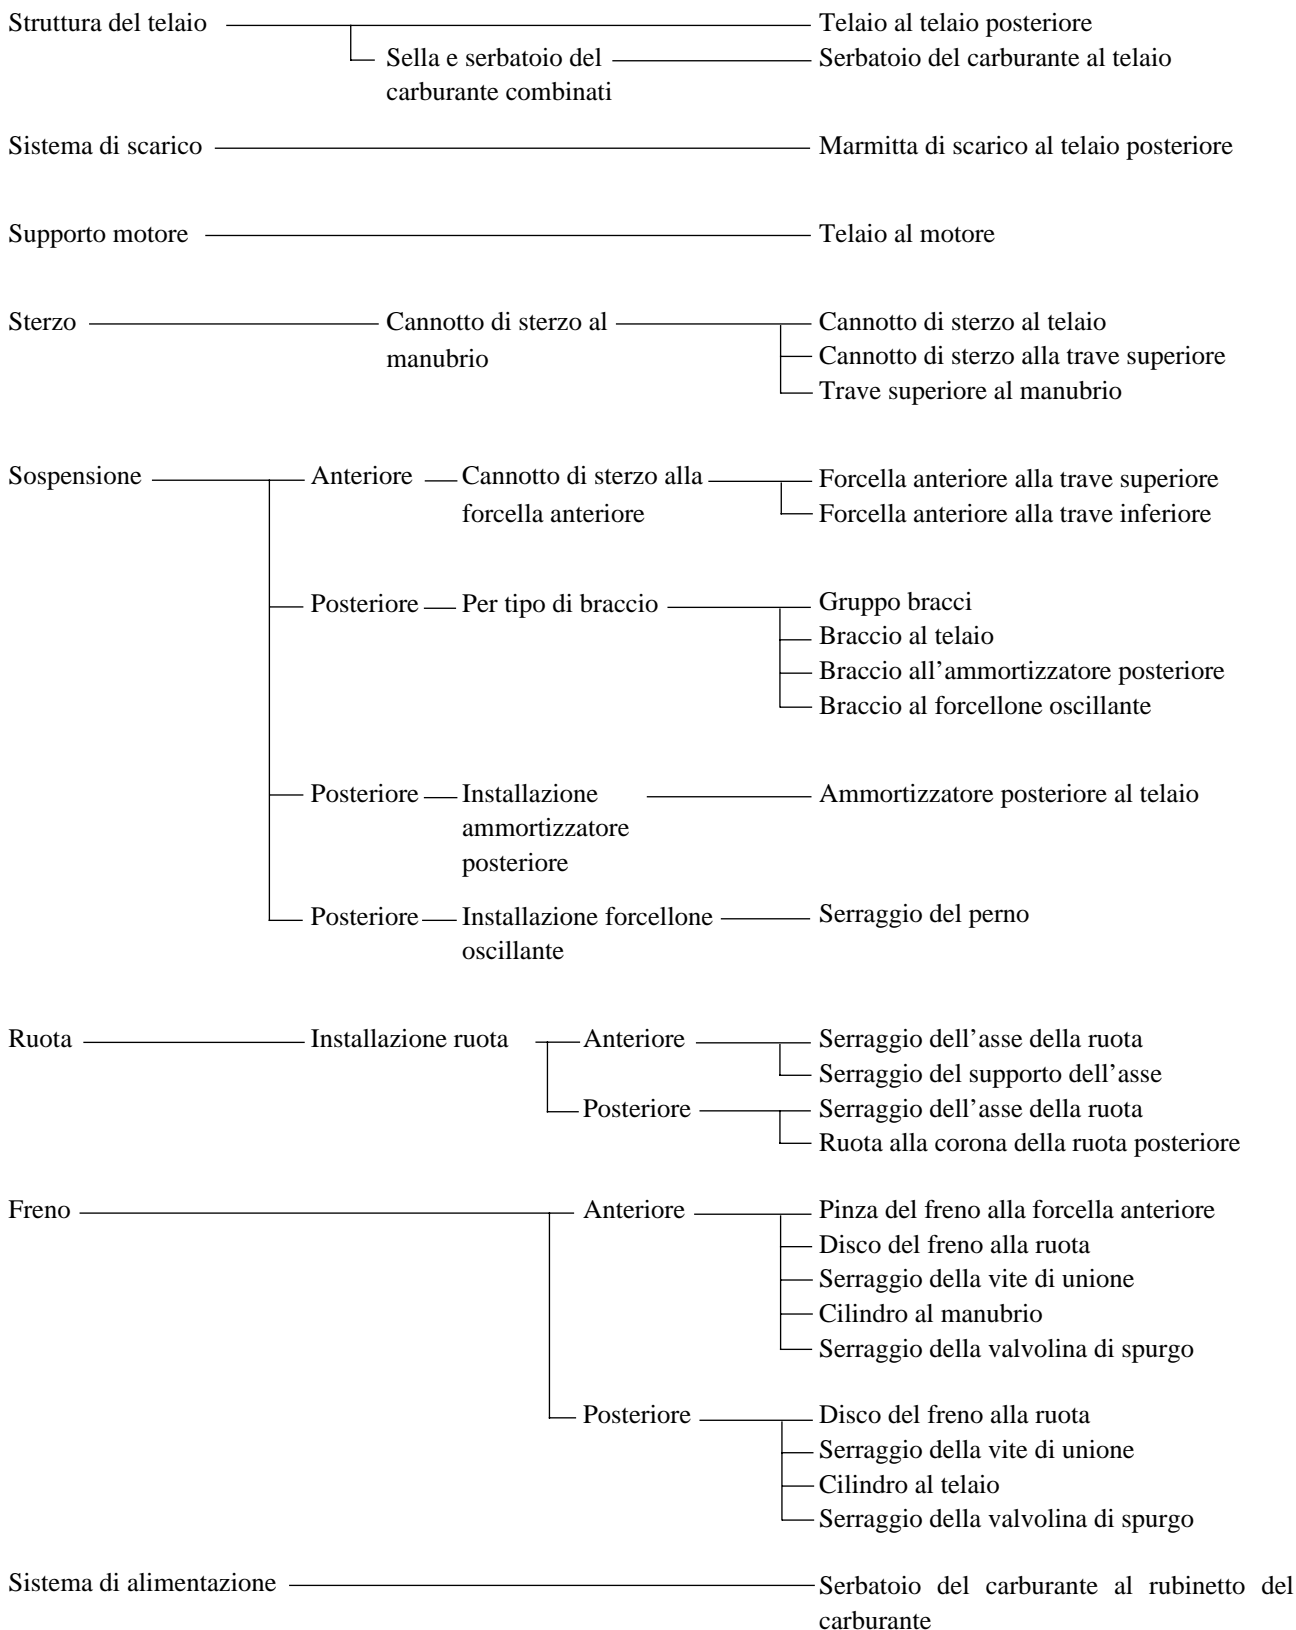 Struttura del telaio Telaio al telaio posteriore
Sella e serbatoio del Serbatoio del carburante al telaio
carburante combinati
Sistema di scarico Marmitta di scarico al telaio posteriore
Supporto motore Telaio al motore
Sterzo Cannotto di sterzo al Cannotto di sterzo al telaio
manubrio Cannotto di sterzo alla trave superiore
Trave superiore al manubrio
Sospensione Anteriore Cannotto di sterzo alla Forcella anteriore alla trave superiore
forcella anteriore Forcella anteriore alla trave inferiore
Posteriore Per tipo di braccio Gruppo bracci
Braccio al telaio
Braccio all’ammortizzatore posteriore
Braccio al forcellone oscillante
Posteriore Installazione Ammortizzatore posteriore al telaio
ammortizzatore
posteriore
Posteriore Installazione forcellone Serraggio del perno
oscillante
Ruota Installazione ruota Anteriore Serraggio dell’asse della ruota
Serraggio del supporto dell’asse
Posteriore Serraggio dell’asse della ruota
Ruota alla corona della ruota posteriore
Freno Anteriore Pinza del freno alla forcella anteriore
Disco del freno alla ruota
Serraggio della vite di unione
Cilindro al manubrio
Serraggio della valvolina di spurgo
Posteriore Disco del freno alla ruota
Serraggio della vite di unione
Cilindro al telaio
Serraggio della valvolina di spurgo
Sistema di alimentazione Serbatoio del carburante al rubinetto del
carburante